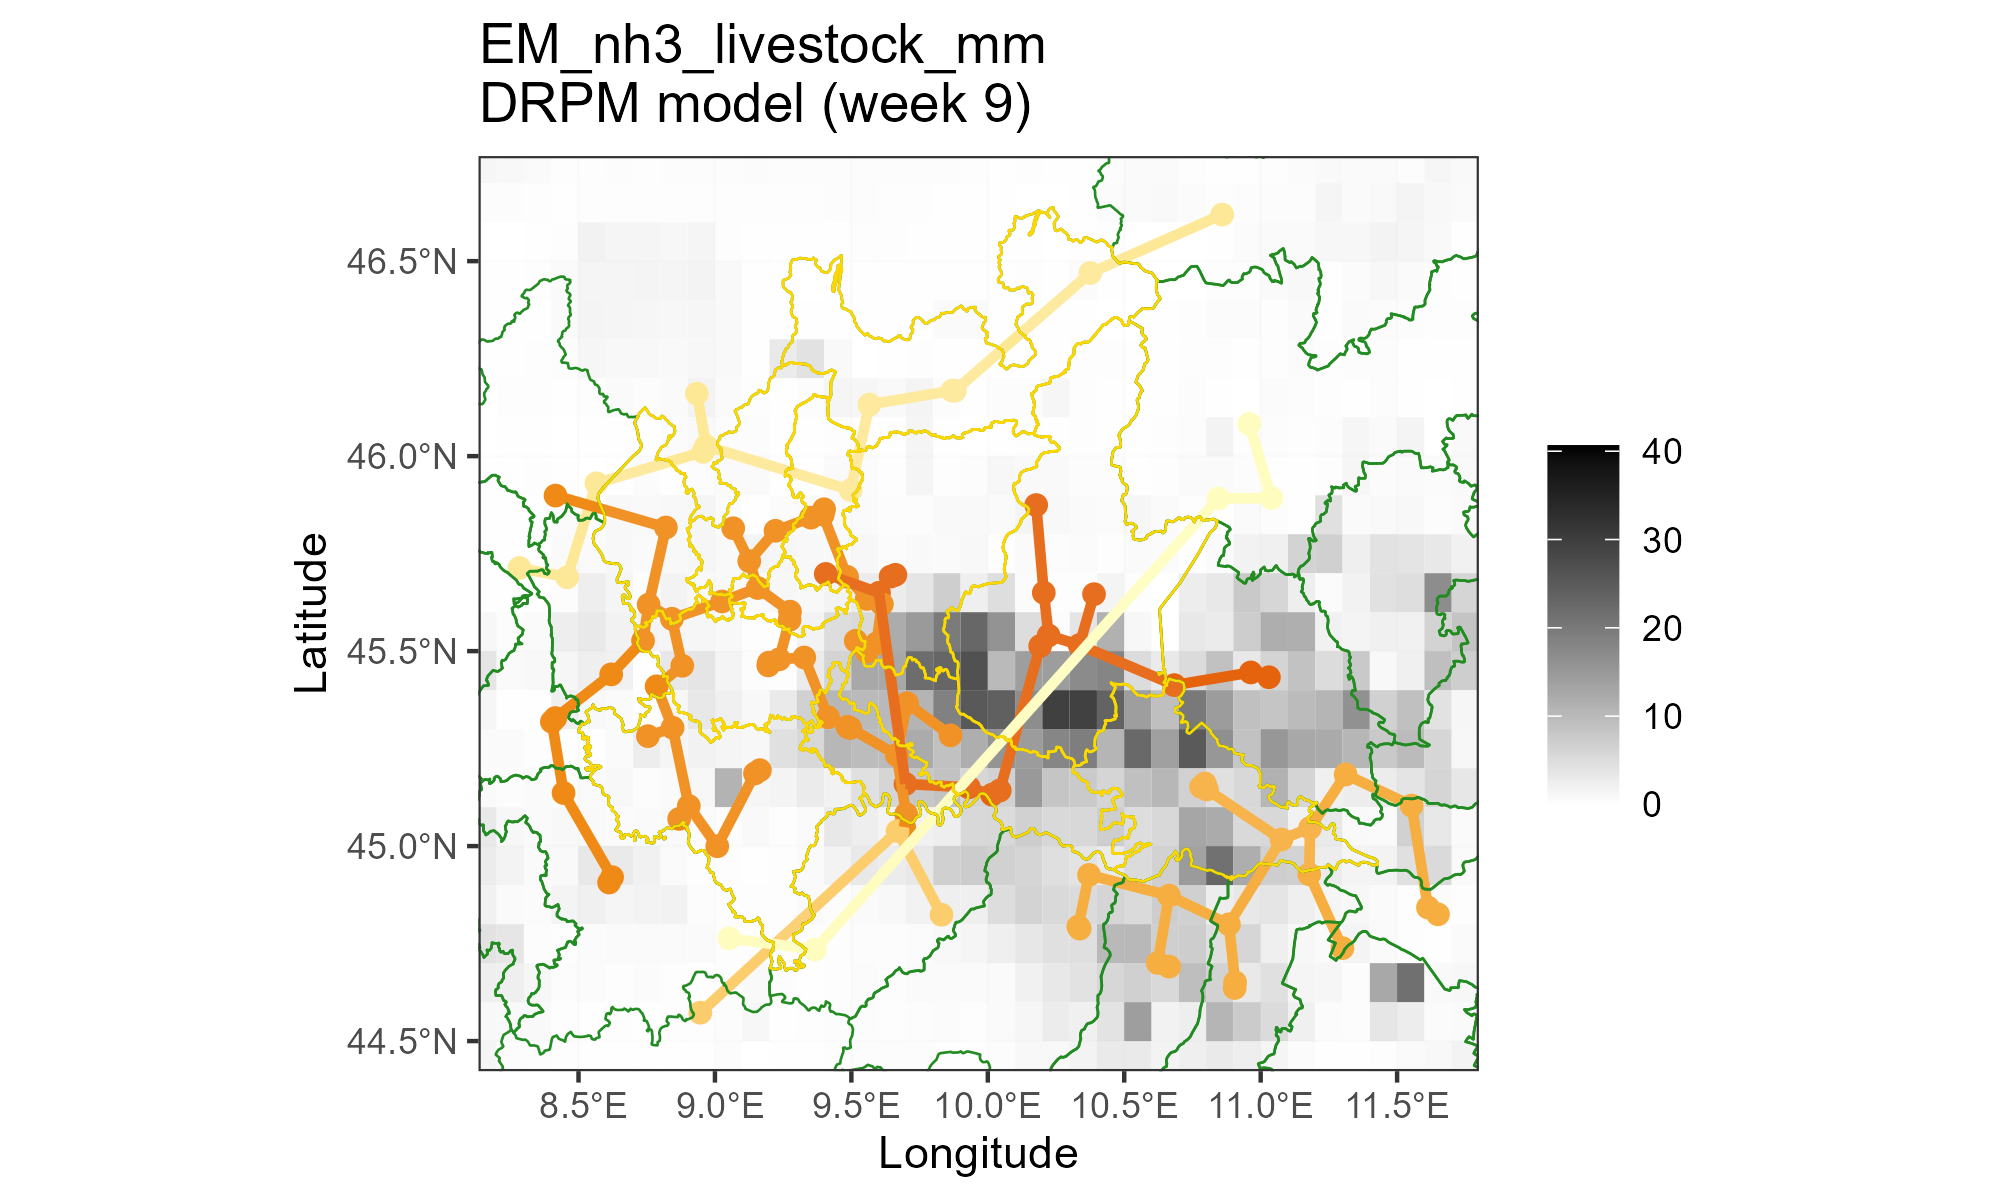 EM_nh3_livestock_mm
DRPM model (week 9)
46.5°N
46.0°N
45.5°N
45.0°N
44.5°N
Latitude
8.5°E 9.0°E 9.5°E 10.0°E 10.5°E 11.0°E 11.5°E
Longitude
40
30
20
10
0